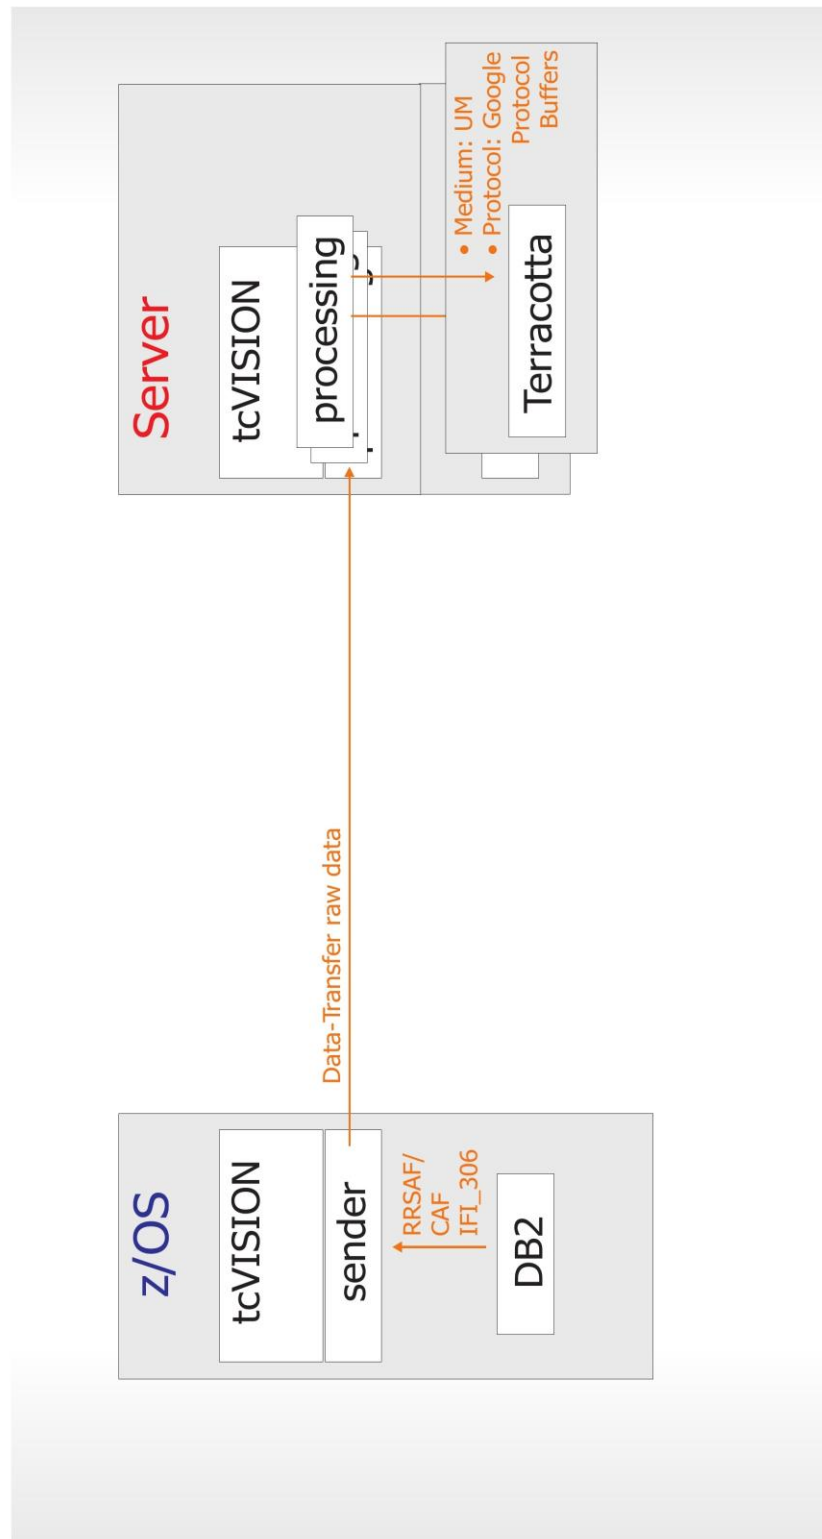 z/OS
tcVISION
sender
RRSAF/
CAF
IFI_306
DB2
Data-Transfer raw data
Server
tcVISION
processing
• Medium: UM
• Protocol: Google
Protocol
Buffers
Terracotta